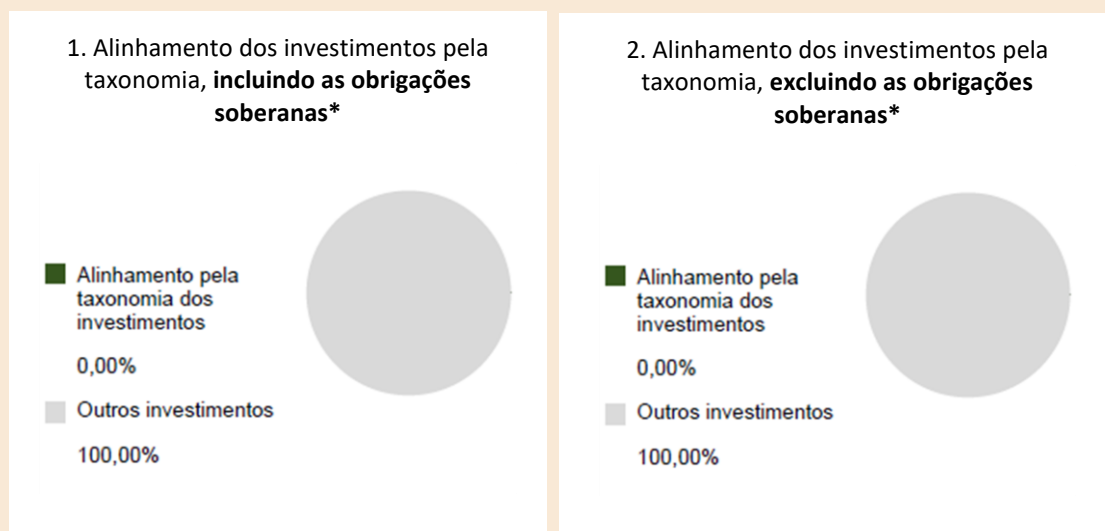 1. Alinhamento dos investimentos pela
taxonomia, incluindo as obrigações
soberanas*
Alinhamento pela
taxonomia dos
investimentos
0,00%
Outros investimentos
100,00%
2. Alinhamento dos investimentos pela
taxonomia, excluindo as obrigações
soberanas*
Alinhamento pela
taxonomia dos
investimentos
0,00%
Outros investimentos
100,00%